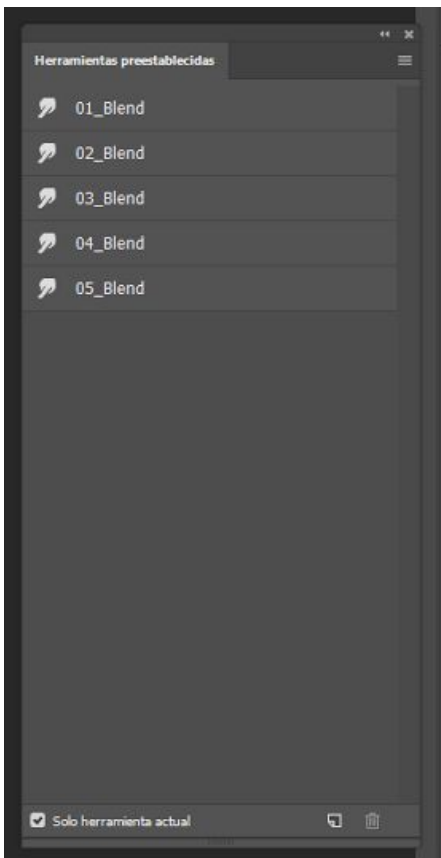 Herramientas preestablecidas
01_Blend
02_Blend
03_Blend
04_Blend
05_Blend
Solo herramienta actual